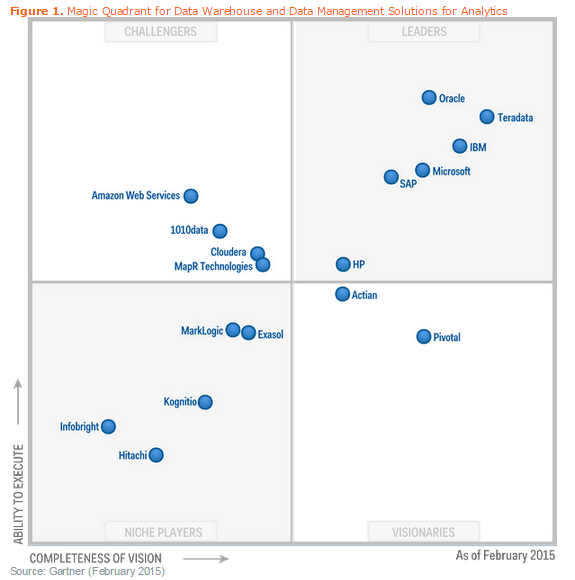 Figure 1. Magic Quadrant for Data Warehouse and Data Management Solutions for Analytics
CHALLENGERS
LEADERS
Oracle
Teradata
IBM
Microsoft
SAP
Amazon Web Services
1010data
Cloudera
MapR Technologies
HP
Actian
MarkLogic
Exasol
Pivotal
Kognitio
Infobright
Hitachi
NICHE PLAYERS
VISIONARIES
ABILITY TO EXECUTE
COMPLETENESS OF VISION
As of February 2015
Source: Gartner (February 2015)